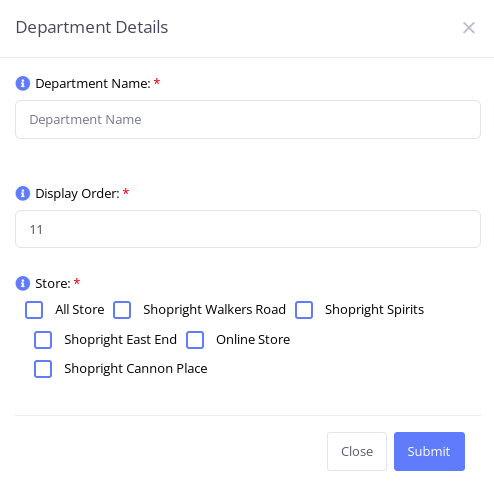 Department Details
Department Name: *
Department Name
Display Order: *
11
Store: *
All Store Shopright Walkers Road Shopright Spirits
Shopright East End Online Store
Shopright Cannon Place
Close Submit